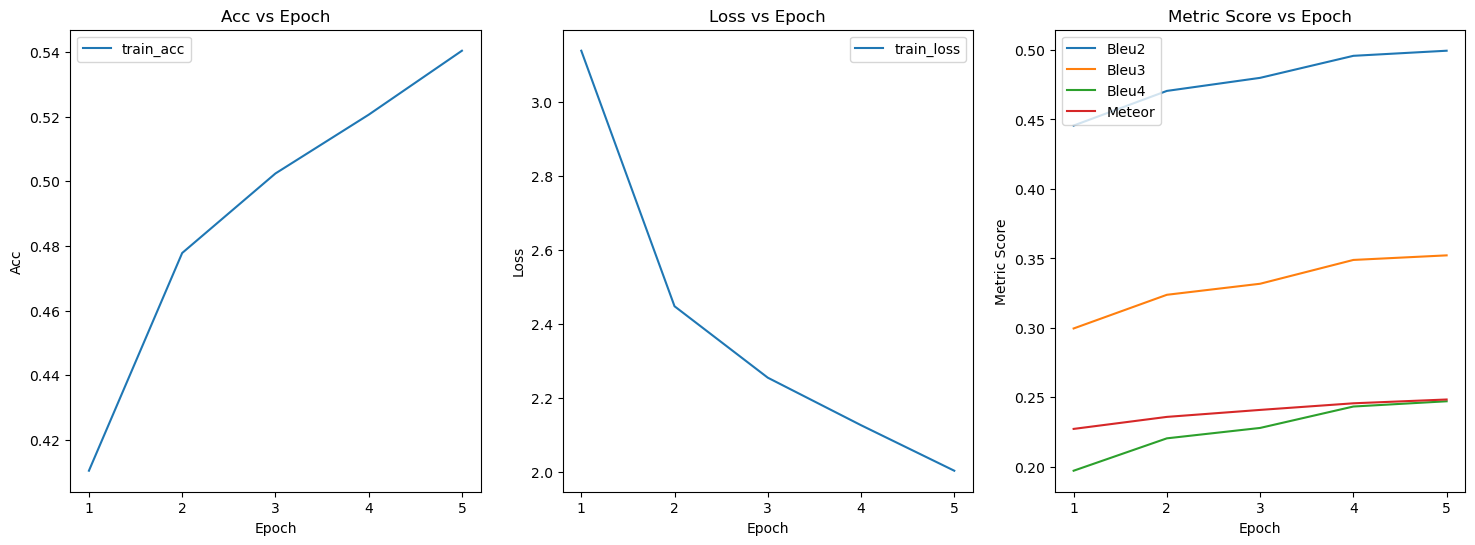 Acc vs Epoch
train_acc
0.54
0.52
0.50
0.48
0.46
0.44
0.42
Acc
1 2 3 4 5
Epoch
Loss vs Epoch
train_loss
3.0
2.8
2.6
2.4
2.2
2.0
Loss
1 2 3 4 5
Epoch
Metric Score vs Epoch
Bleu2
Bleu3
Bleu4
Meteor
0.50
0.45
0.40
0.35
0.30
0.25
0.20
Metric Score
1 2 3 4 5
Epoch